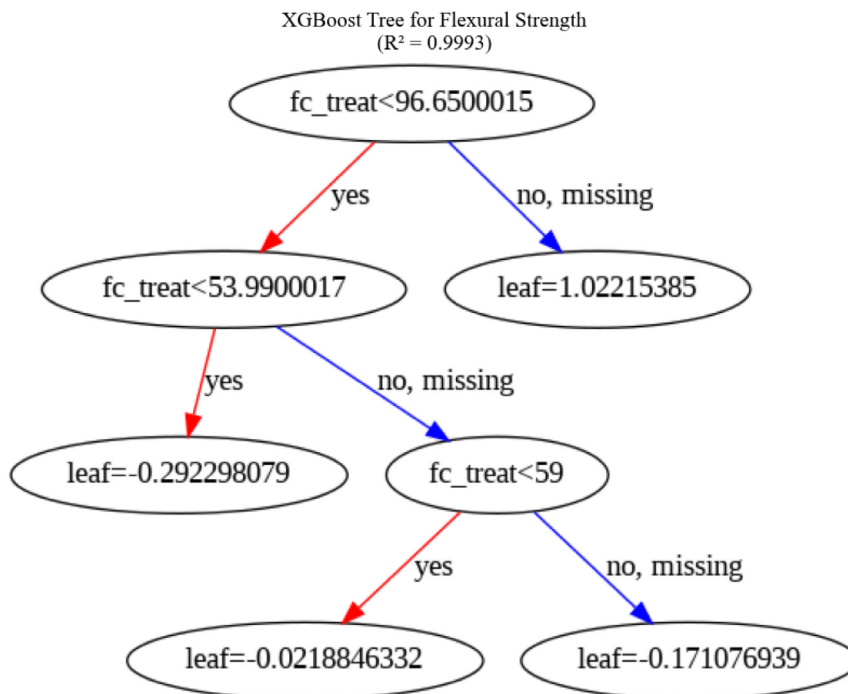 XGBoost Tree for Flexural Strength
(R² = 0.9993)
fc_treat<96.6500015
yes
no, missing
fc_treat<53.9900017
leaf=1.02215385
yes
no, missing
leaf=-0.292298079
fc_treat<59
yes
no, missing
leaf=-0.0218846332
leaf=-0.171076939